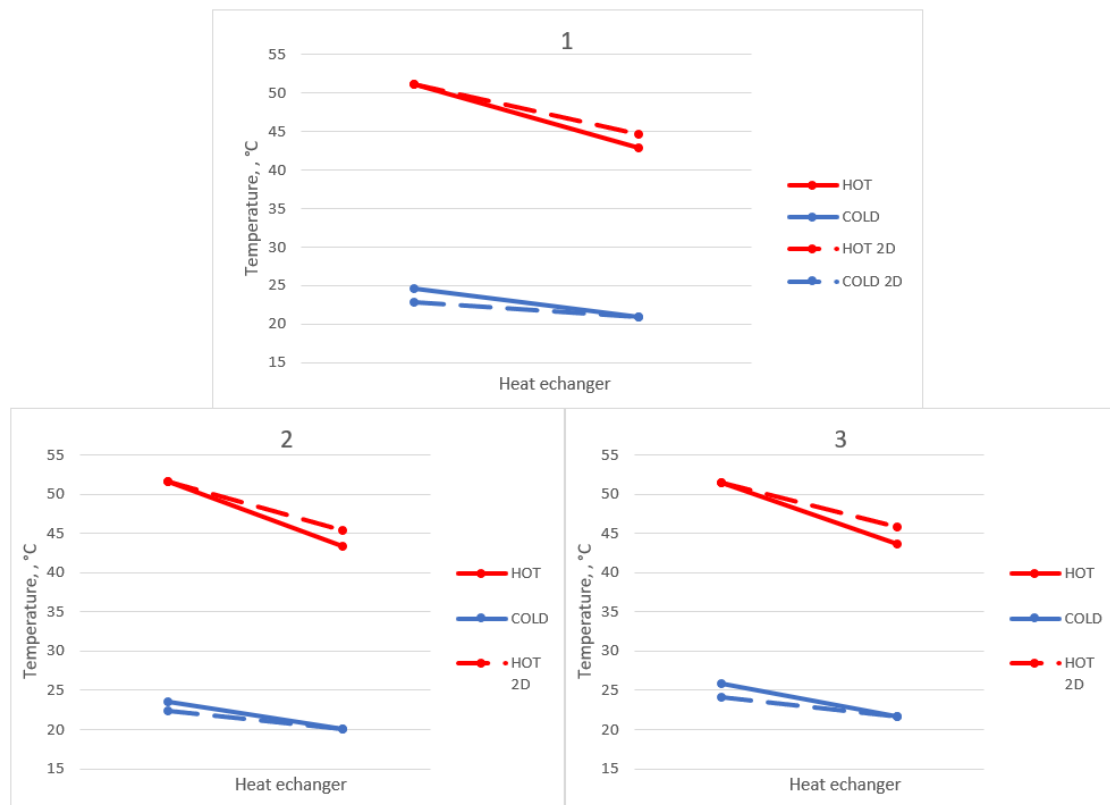 1
55
50
45
40
35
30
25
20
15
Temperature, , °C
Heat echanger
HOT
COLD
HOT 2D
COLD 2D
2
55
50
45
40
35
30
25
20
15
Temperature, , °C
Heat echanger
HOT
COLD
HOT
2D
3
55
50
45
40
35
30
25
20
15
Temperature, , °C
Heat echanger
HOT
COLD
HOT
2D